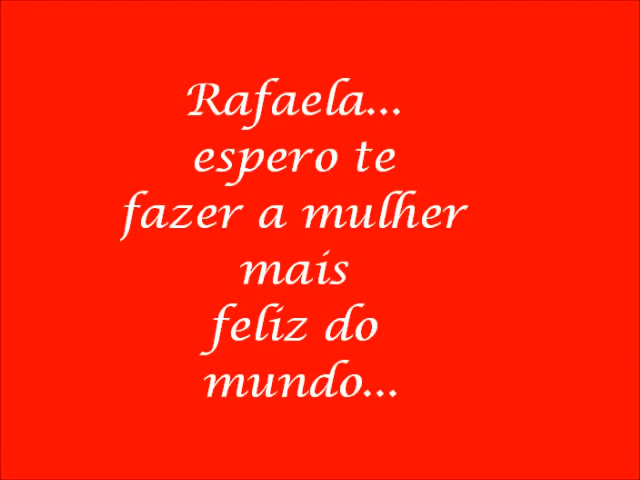 Rafaela...
espero te
fazer a mulher
mais
feliz do
mundo...